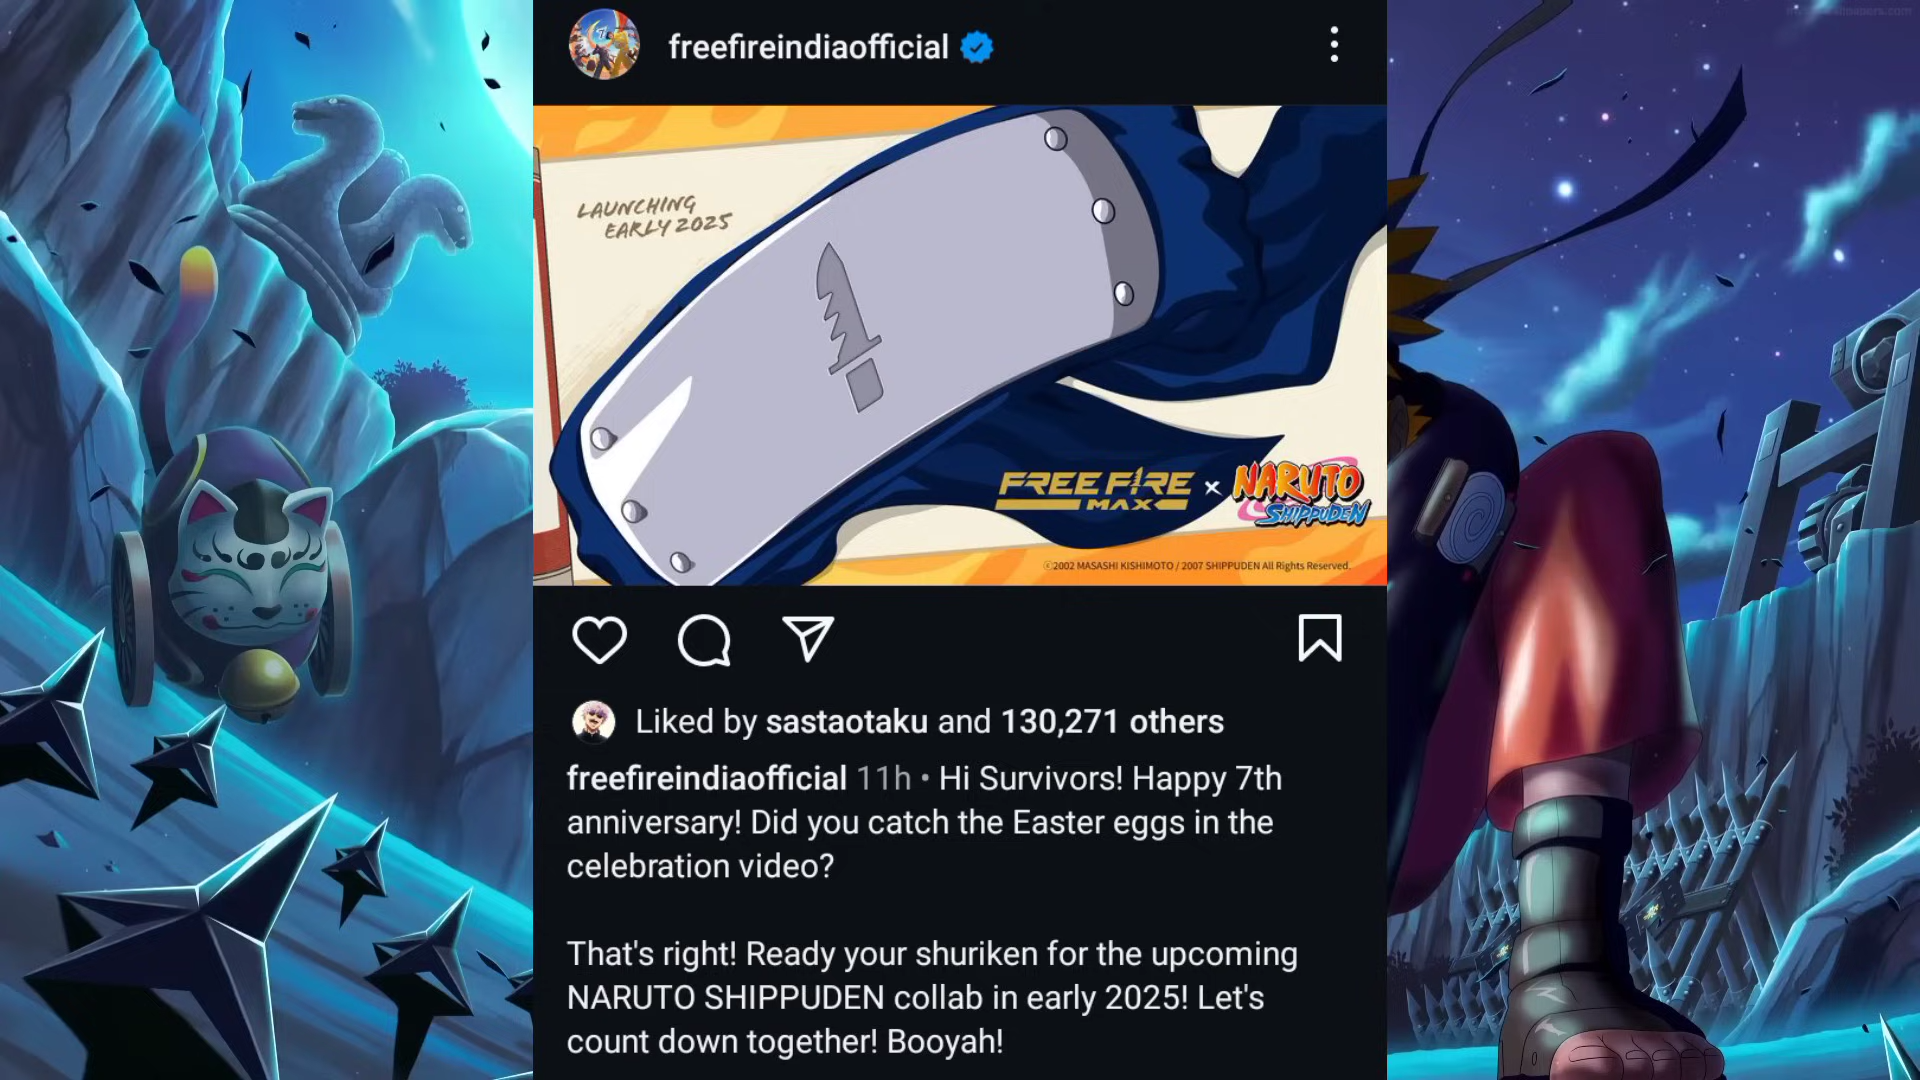 freefireindiaofficial
LAUNCHING
EARLY 2025
FREE FIRE
MAX
x
NARUTO
SHIPPUDEN
©2002 MASASHI KISHIMOTO / 2007 SHIPPUDEN All Rights Reserved.
Liked by sastaotaku and 130,271 others
freefireindiaofficial 11h • Hi Survivors! Happy 7th
anniversary! Did you catch the Easter eggs in the
celebration video?
That's right! Ready your shuriken for the upcoming
NARUTO SHIPPUDEN collab in early 2025! Let's
count down together! Booyah!